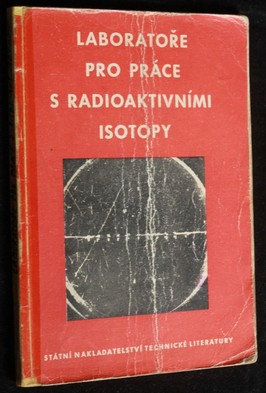 LABORATOŘE
PRO PRÁCE
S RADIOAKTIVNÍMI
ISOTOPY
STÁTNÍ NAKLADATELSTVÍ TECHNICKÉ LITERATURY